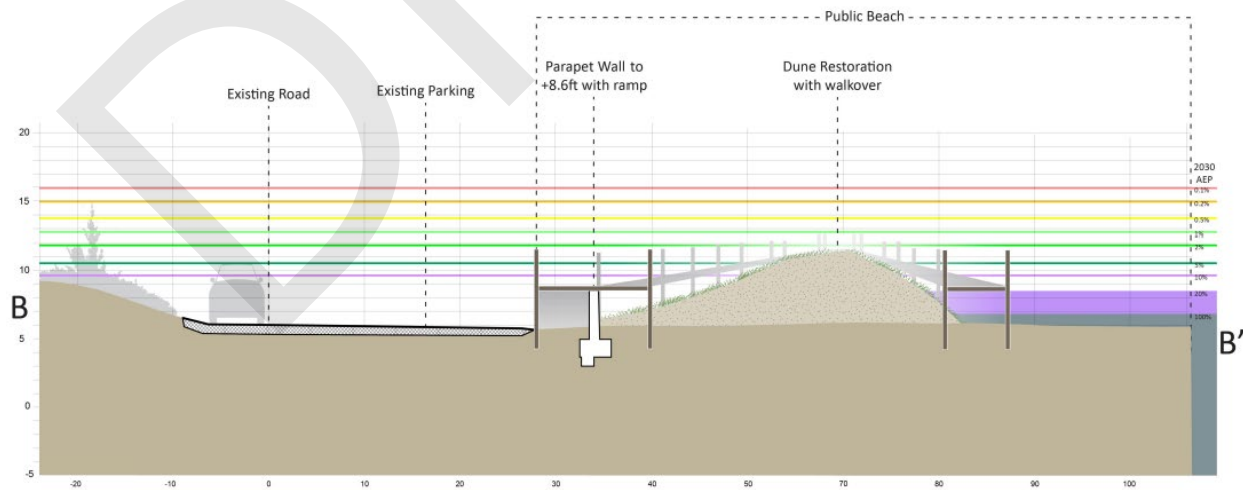 Public Beach
Parapet Wall to
+8.6ft with ramp
Dune Restoration
with walkover
Existing Road
Existing Parking
20
15
10
5
0
-5
2030
AEP
0.1%
0.2%
0.5%
1%
2%
5%
10%
20%
100%
B
B’
-20
-10
0
10
20
30
40
50
60
70
80
90
100